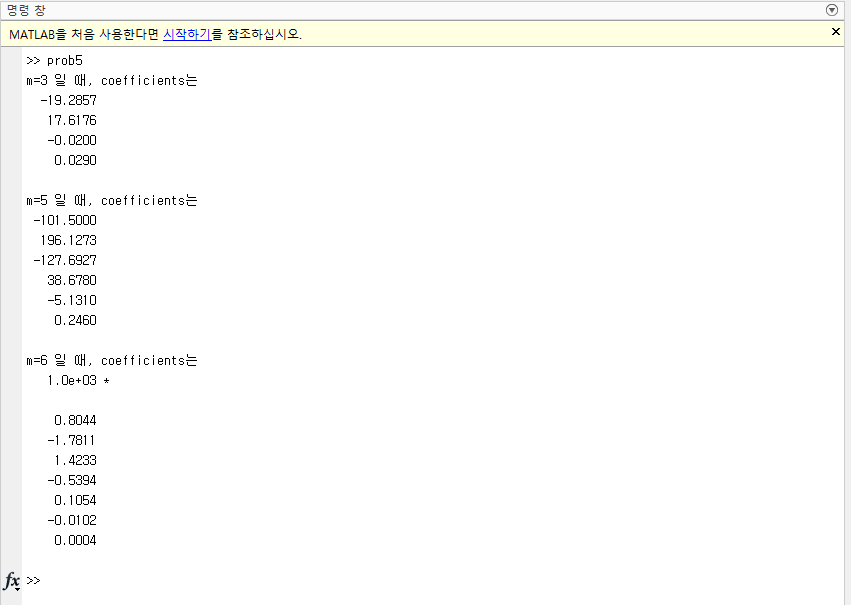 명령 창
MATLAB을 처음 사용한다면 시작하기를 참조하십시오.
>> prob5
m=3 일 때, coefficients는
-19.2857
17.6176
-0.0200
0.0290
m=5 일 때, coefficients는
-101.5000
196.1273
-127.6927
38.6780
-5.1310
0.2460
m=6 일 때, coefficients는
1.0e+03 *
0.8044
-1.7811
1.4233
-0.5394
0.1054
-0.0102
0.0004
fx >>